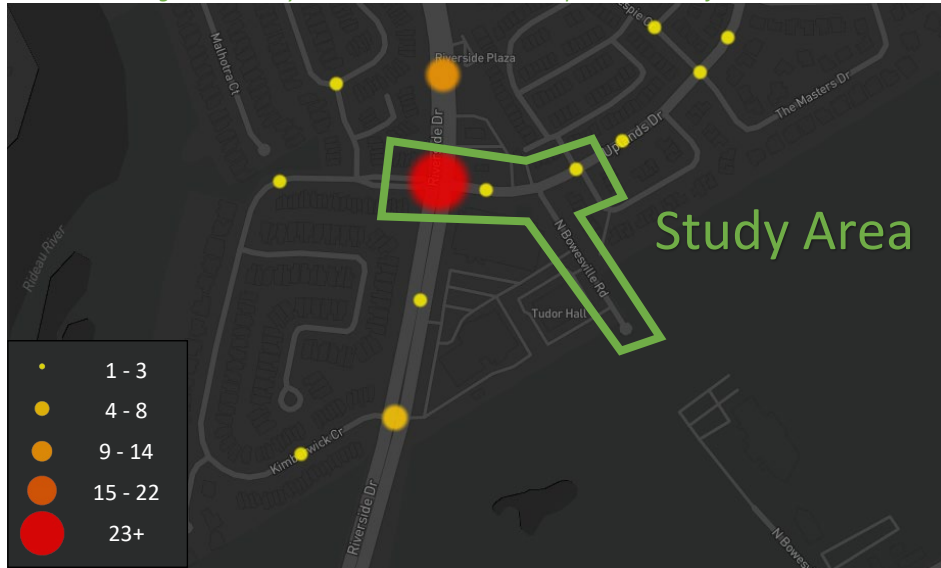 Malhotra Ct
Riverside Plaza
Riverside Dr
The Masters Dr
Uplands Dr
Rideau River
N Bowesville Rd
Study Area
Tudor Hall
Kimberwick Cr
Riverside Dr
N Bowesv
1 - 3
4 - 8
9 - 14
15 - 22
23+